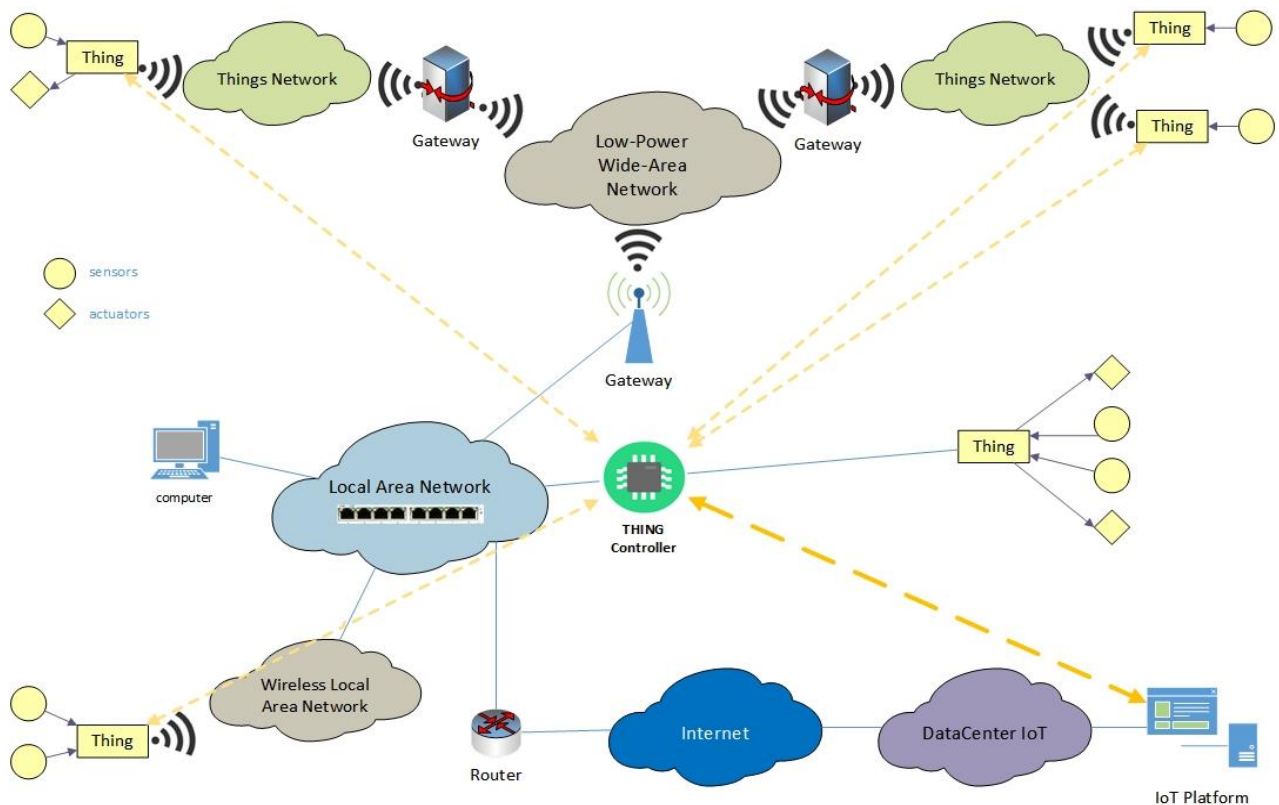 Thing
Things Network
Gateway
Low-Power
Wide-Area
Network
Gateway
Things Network
Thing
Thing
sensors
actuators
Gateway
computer
Local Area Network
THING
Controller
Thing
Wireless Local
Area Network
Thing
Router
Internet
DataCenter IoT
IoT Platform